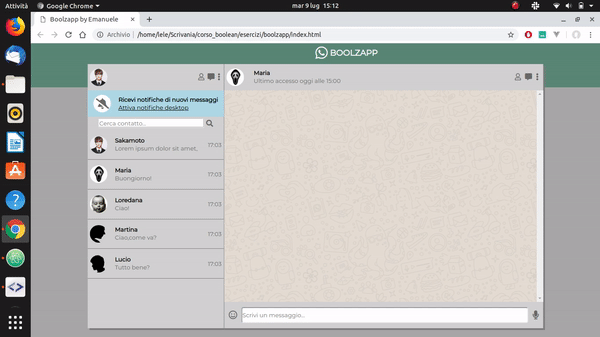 Attività
Google Chrome
mar 9 lug 15:12
Boolzapp by Emanuele
Archivio
/home/lele/Scrivania/corso_boolean/esercizi/boolzapp/index.html
BOOLZAPP
Maria
Ultimo accesso oggi alle 15:00
Ricevi notifiche di nuovi messaggi
Attiva notifiche desktop
Cerca contatto...
Sakamoto
Lorem ipsum dolor sit amet,
17:03
Maria
Buongiorno!
17:03
Loredana
Ciao!
17:03
Martina
Ciao,come va?
17:03
Lucio
Tutto bene?
17:03
Scrivi un messaggio...